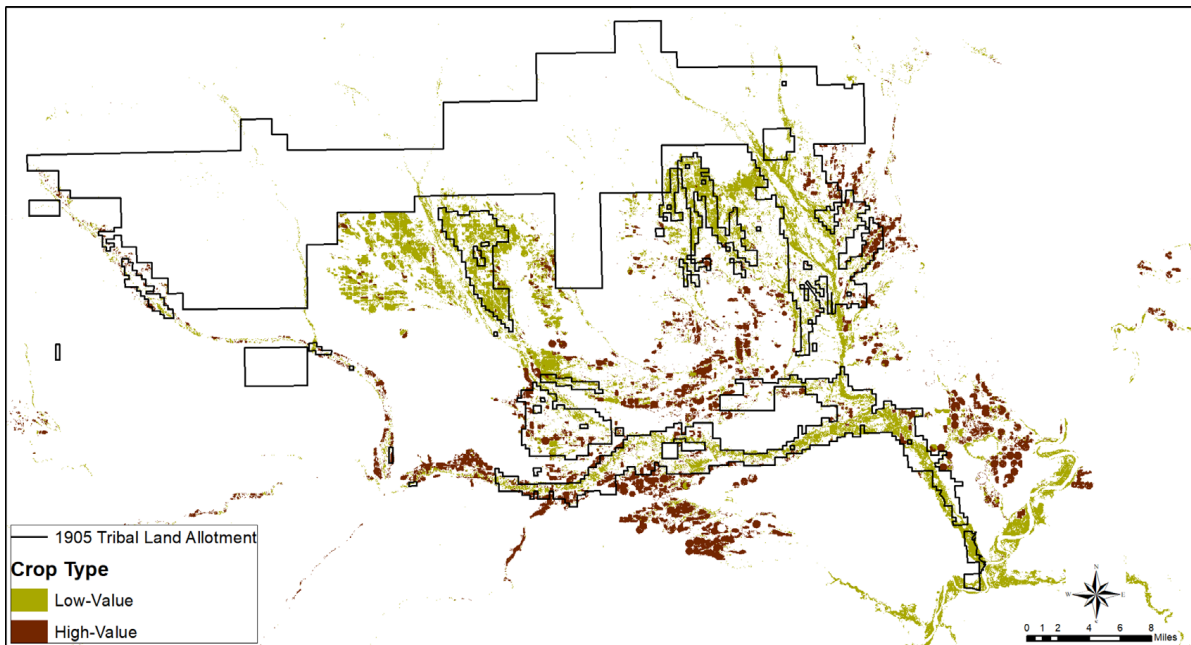 1905 Tribal Land Allotment
Crop Type
Low-Value
High-Value
N
W E
S
0 1 2 4 6 8
Miles